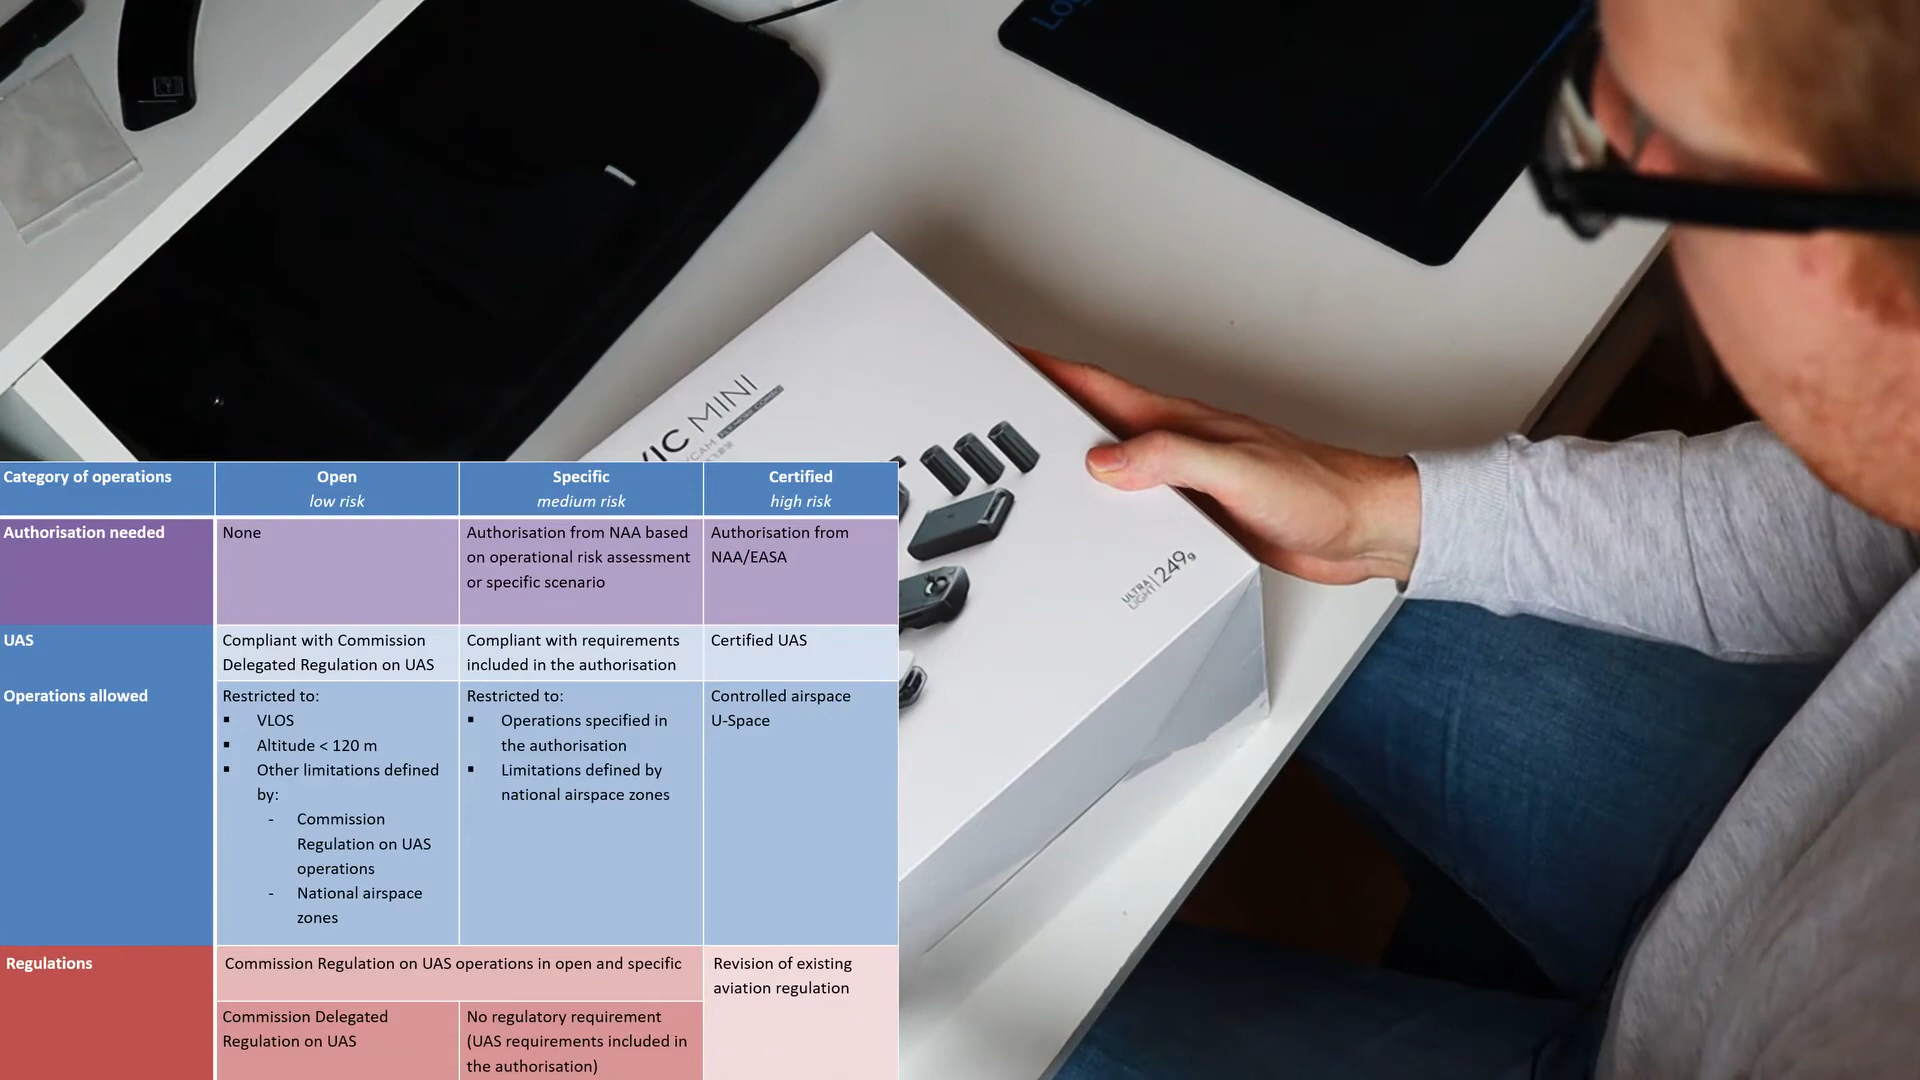 Lo
VIC MINI
FLY MORE COMBO
ULTRA
LIGHT 249g
Category of operations
Open
low risk
Specific
medium risk
Certified
high risk
Authorisation needed
None
Authorisation from NAA based
on operational risk assessment
or specific scenario
Authorisation from
NAA/EASA
UAS
Compliant with Commission
Delegated Regulation on UAS
Compliant with requirements
included in the authorisation
Certified UAS
Operations allowed
Restricted to:
▪ VLOS
▪ Altitude < 120 m
▪ Other limitations defined
by:
- Commission
Regulation on UAS
operations
- National airspace
zones
Restricted to:
▪ Operations specified in
the authorisation
▪ Limitations defined by
national airspace zones
Controlled airspace
U-Space
Regulations
Commission Regulation on UAS operations in open and specific
Revision of existing
aviation regulation
Commission Delegated
Regulation on UAS
No regulatory requirement
(UAS requirements included in
the authorisation)